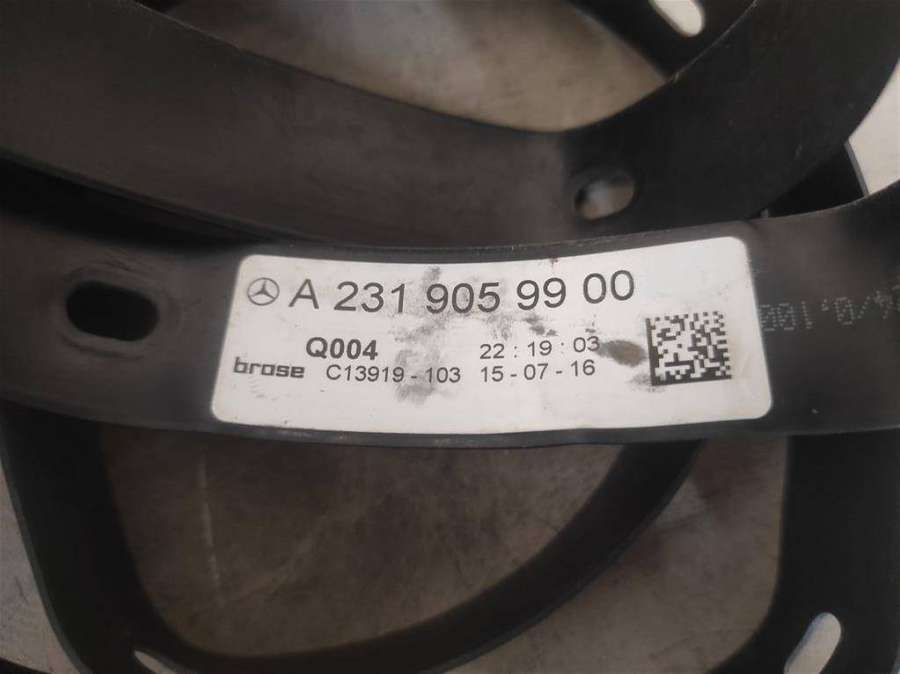 A 231 905 99 00
Q004 22 : 19 : 03
brose C13919 - 103 15 - 07 - 16